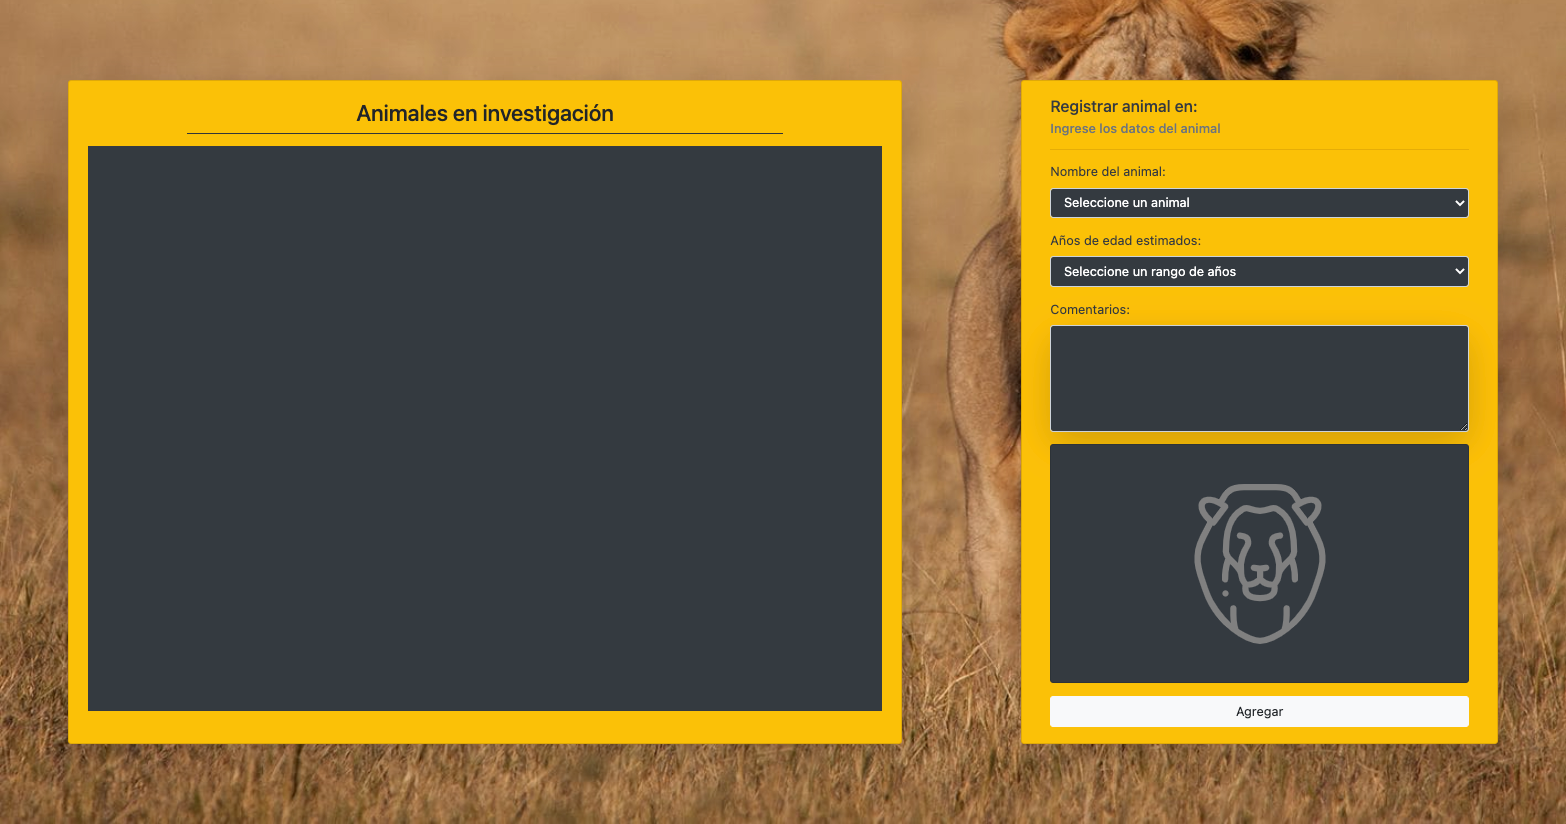 Animales en investigación
Registrar animal en:
Ingrese los datos del animal
Nombre del animal:
Seleccione un animal
Años de edad estimados:
Seleccione un rango de años
Comentarios:
Agregar